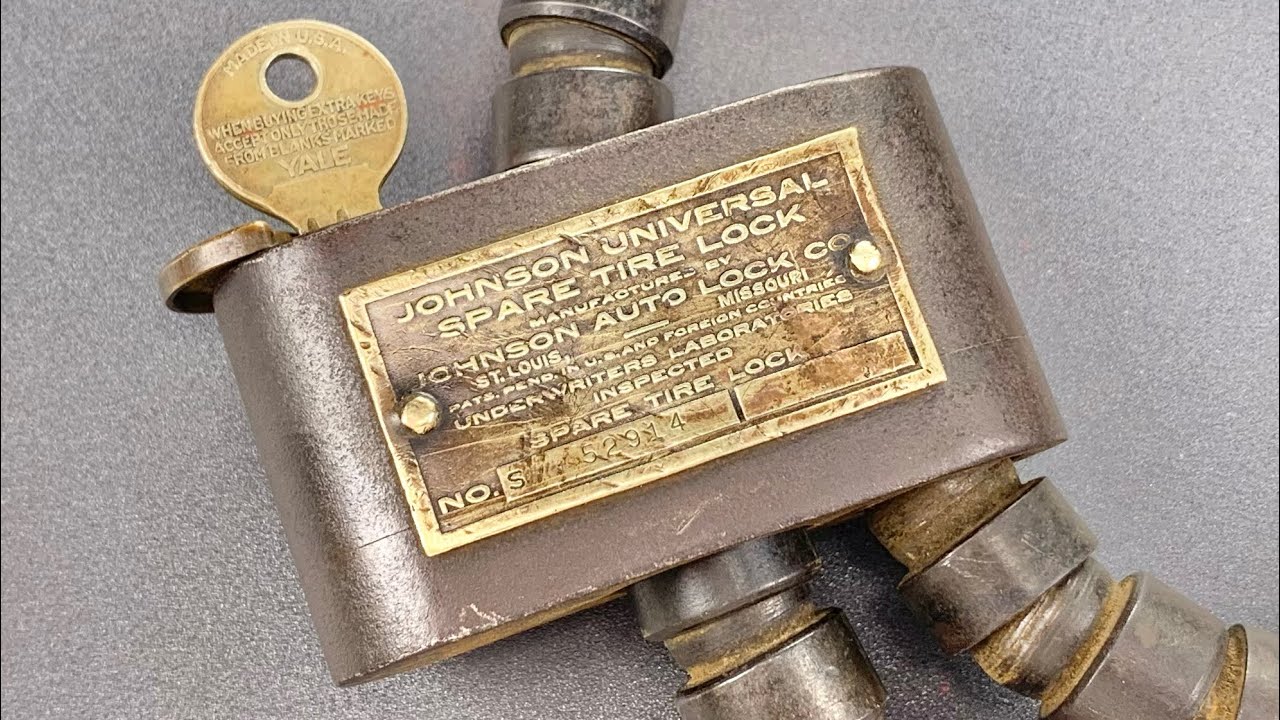 MADE IN U.S.A.
WHEN BUYING EXTRA KEYS
ACCEPT ONLY THOSE MADE
FROM BLANKS MARKED
YALE
JOHNSON UNIVERSAL
SPARE TIRE LOCK
MANUFACTURED BY
JOHNSON AUTO LOCK CO.
ST. LOUIS, MISSOURI
PATS. PEND. IN U.S. AND FOREIGN COUNTRIES
UNDERWRITERS LABORATORIES
INSPECTED
SPARE TIRE LOCK
NO. S 52914